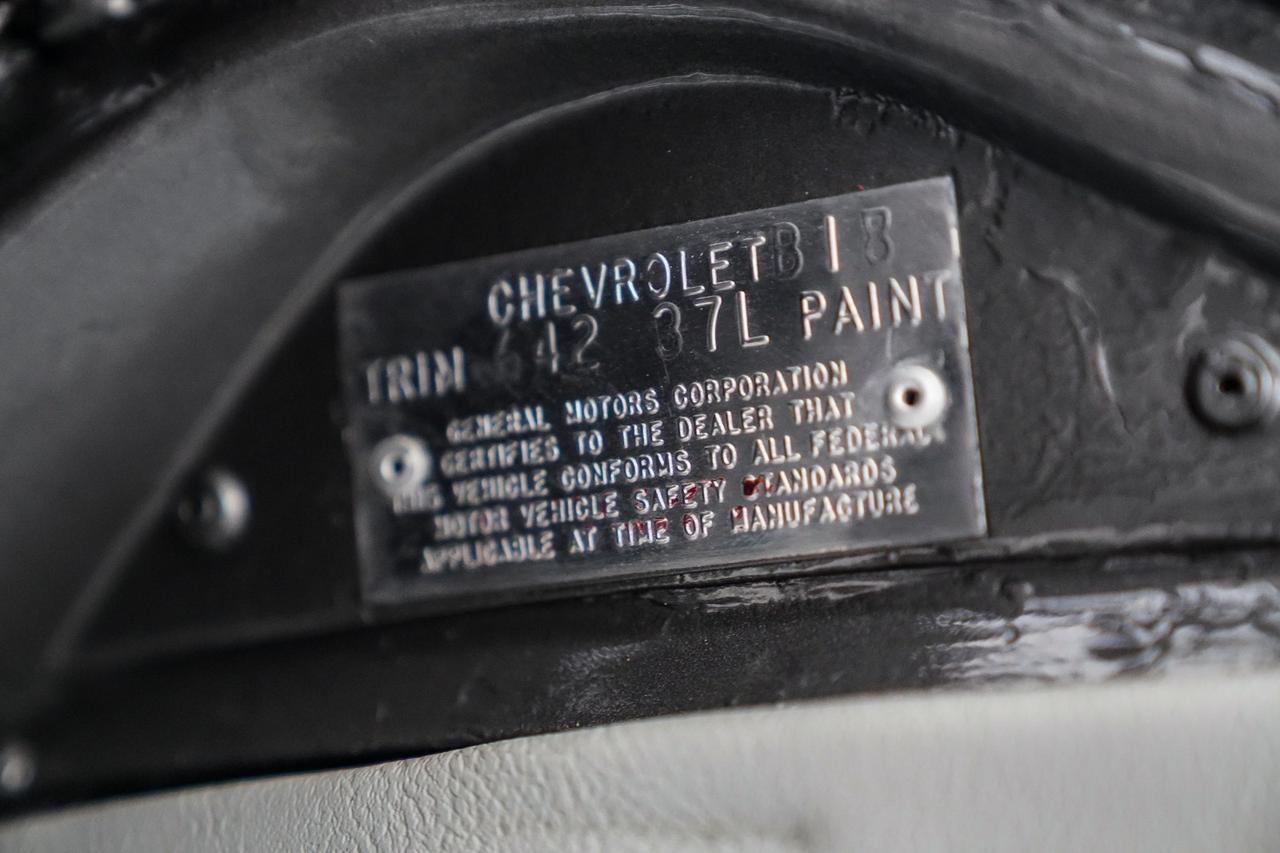 CHEVROLET B18
TRIM 642 37L PAINT
GENERAL MOTORS CORPORATION
CERTIFIES TO THE DEALER THAT
THIS VEHICLE CONFORMS TO ALL FEDERAL
MOTOR VEHICLE SAFETY STANDARDS
APPLICABLE AT TIME OF MANUFACTURE